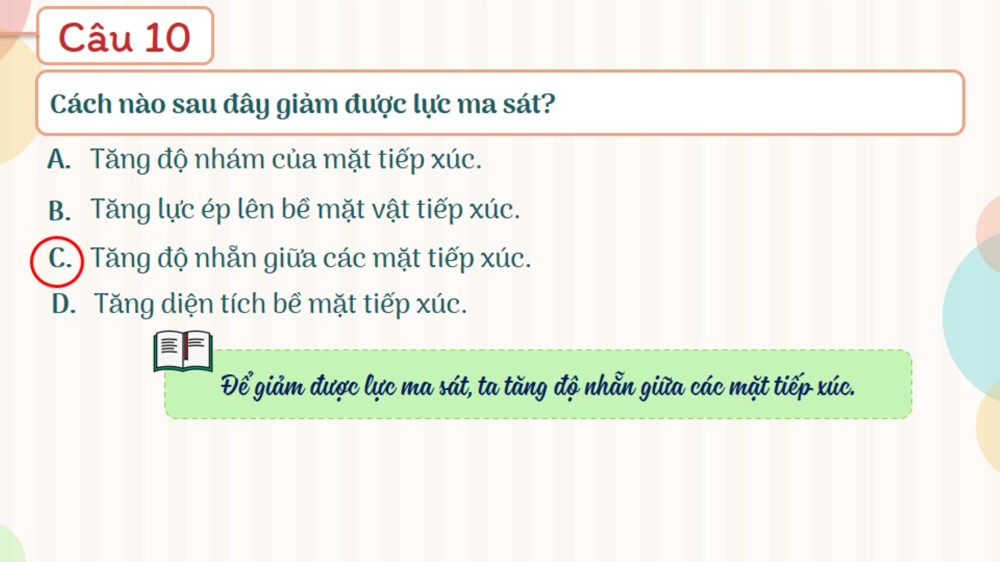 Câu 10
Cách nào sau đây giảm được lực ma sát?
A. Tăng độ nhám của mặt tiếp xúc.
B. Tăng lực ép lên bề mặt vật tiếp xúc.
C. Tăng độ nhẵn giữa các mặt tiếp xúc.
D. Tăng diện tích bề mặt tiếp xúc.
Để giảm được lực ma sát, ta tăng độ nhẵn giữa các mặt tiếp xúc.